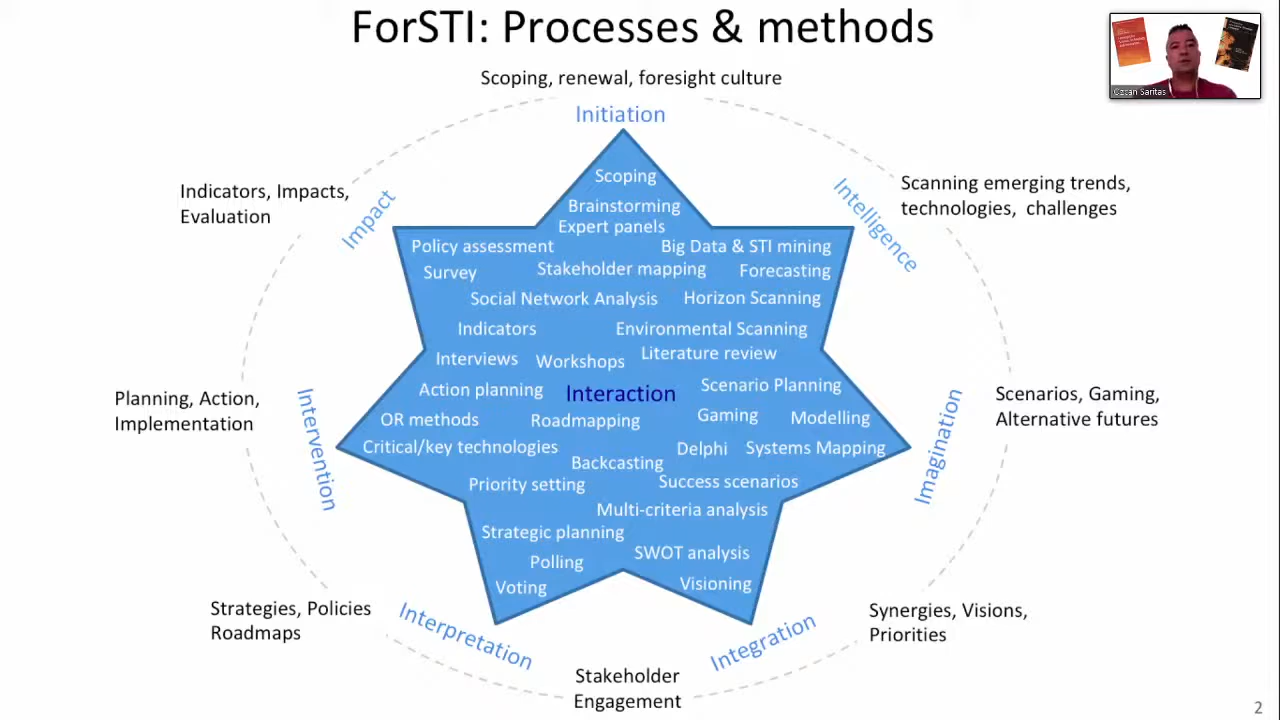 ForSTI: Processes & methods
Ozcan Saritas
Scoping, renewal, foresight culture
Initiation
Indicators, Impacts,
Evaluation
Impact
Intelligence
Scanning emerging trends,
technologies, challenges
Scoping
Brainstorming
Expert panels
Policy assessment
Big Data & STI mining
Survey
Stakeholder mapping
Forecasting
Social Network Analysis
Horizon Scanning
Indicators
Environmental Scanning
Interviews
Workshops
Literature review
Action planning
Interaction
Scenario Planning
OR methods
Roadmapping
Gaming
Modelling
Critical/key technologies
Backcasting
Delphi
Systems Mapping
Priority setting
Success scenarios
Multi-criteria analysis
Strategic planning
SWOT analysis
Polling
Voting
Visioning
Planning, Action,
Implementation
Intervention
Imagination
Scenarios, Gaming,
Alternative futures
Strategies, Policies
Roadmaps
Interpretation
Integration
Synergies, Visions,
Priorities
Stakeholder
Engagement
2